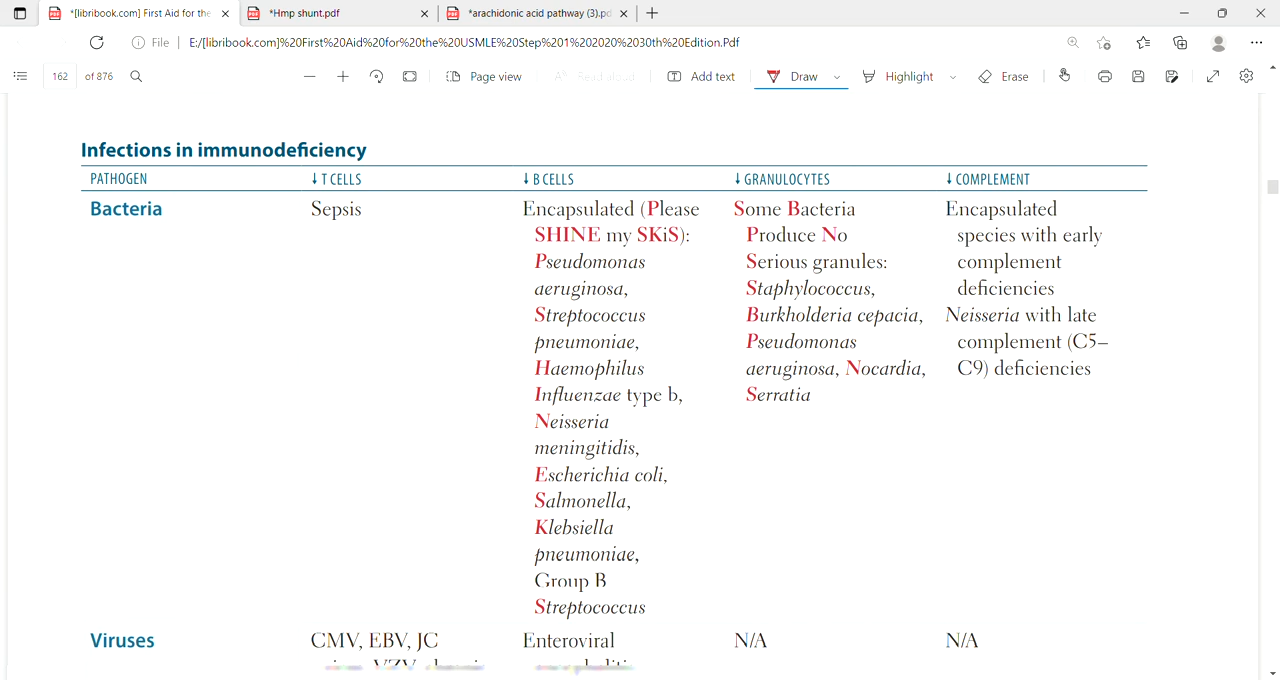 *[libribook.com] First Aid for the
*Hmp shunt.pdf
*arachidonic acid pathway (3).pd
File | E:/[libribook.com]%20First%20Aid%20for%20the%20USMLE%20Step%201%202020%2030th%20Edition.Pdf
162 of 876
Page view
Read aloud
Add text
Draw
Highlight
Erase
Infections in immunodeficiency
PATHOGEN
↓ T CELLS
↓ B CELLS
↓ GRANULOCYTES
↓ COMPLEMENT
Bacteria
Sepsis
Encapsulated (Please
SHINE my SKiS):
Pseudomonas
aeruginosa,
Streptococcus
pneumoniae,
Haemophilus
Influenzae type b,
Neisseria
meningitidis,
Escherichia coli,
Salmonella,
Klebsiella
pneumoniae,
Group B
Streptococcus
Some Bacteria
Produce No
Serious granules:
Staphylococcus,
Burkholderia cepacia,
Pseudomonas
aeruginosa, Nocardia,
Serratia
Encapsulated
species with early
complement
deficiencies
Neisseria with late
complement (C5–
C9) deficiencies
Viruses
CMV, EBV, JC
VZV
Enteroviral
N/A
N/A